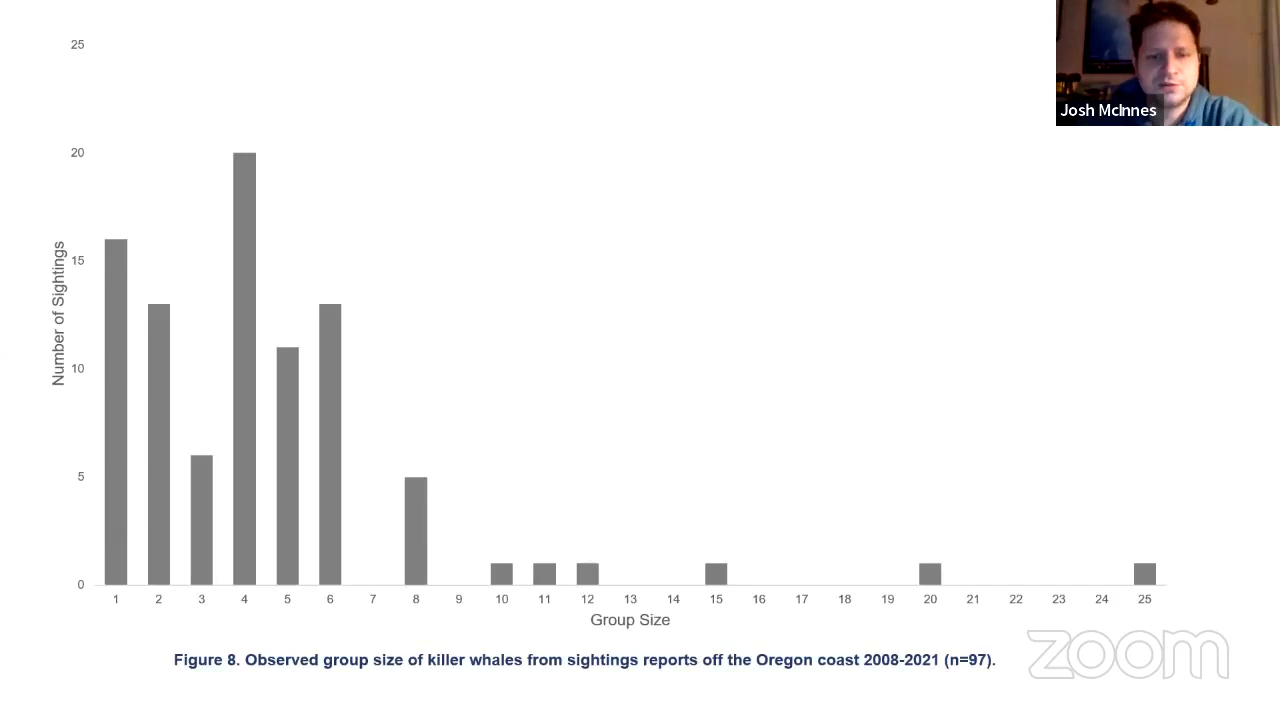 Josh McInnes
25
20
15
10
5
0
Number of Sightings
1 2 3 4 5 6 7 8 9 10 11 12 13 14 15 16 17 18 19 20 21 22 23 24 25
Group Size
Figure 8. Observed group size of killer whales from sightings reports off the Oregon coast 2008-2021 (n=97).
zoom